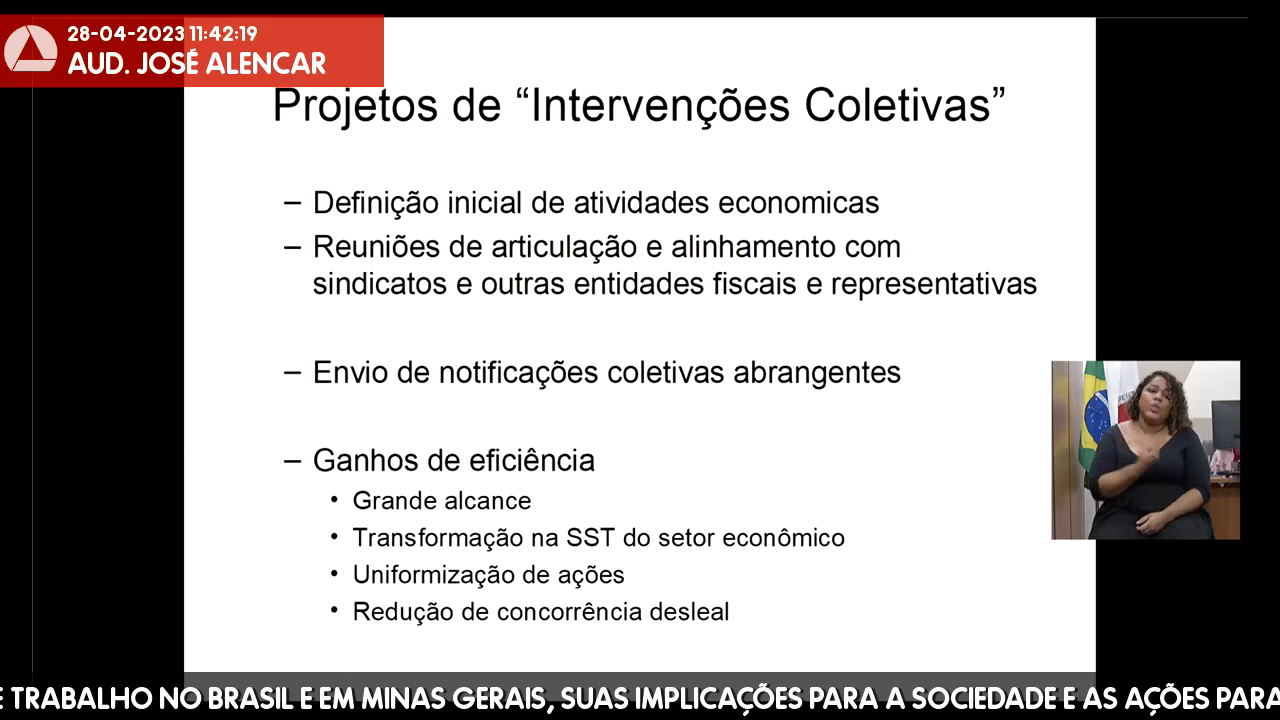 28-04-2023 11:42:19
AUD. JOSÉ ALENCAR
Projetos de “Intervenções Coletivas”
– Definição inicial de atividades economicas
– Reuniões de articulação e alinhamento com
sindicatos e outras entidades fiscais e representativas
– Envio de notificações coletivas abrangentes
– Ganhos de eficiência
• Grande alcance
• Transformação na SST do setor econômico
• Uniformização de ações
• Redução de concorrência desleal
E TRABALHO NO BRASIL E EM MINAS GERAIS, SUAS IMPLICAÇÕES PARA A SOCIEDADE E AS AÇÕES PARA